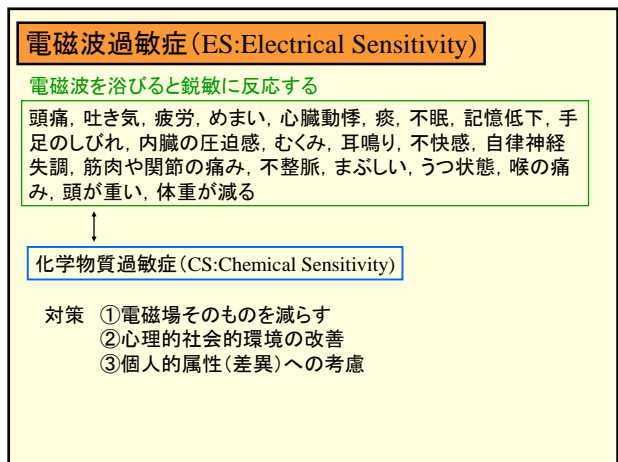 電磁波過敏症(ES:Electrical Sensitivity)
電磁波を浴びると鋭敏に反応する
頭痛, 吐き気, 疲労, めまい, 心臓動悸, 痰, 不眠, 記憶低下, 手
足のしびれ, 内臓の圧迫感, むくみ, 耳鳴り, 不快感, 自律神経
失調, 筋肉や関節の痛み, 不整脈, まぶしい, うつ状態, 喉の痛
み, 頭が重い, 体重が減る
化学物質過敏症(CS:Chemical Sensitivity)
対策 ①電磁場そのものを減らす
②心理的社会的環境の改善
③個人的属性(差異)への考慮